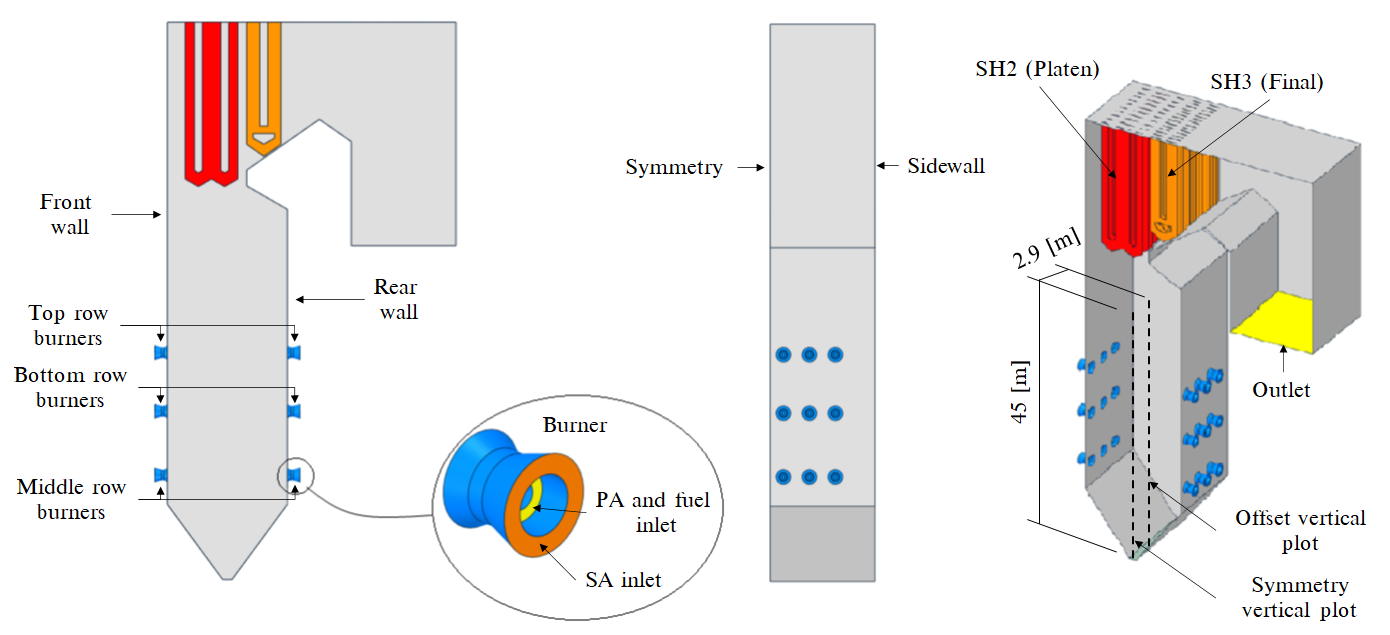 Front
wall
Top row
burners
Bottom row
burners
Middle row
burners
Rear
wall
Burner
PA and fuel
inlet
SA inlet
Symmetry
Sidewall
SH2 (Platen)
SH3 (Final)
2.9 [m]
45 [m]
Outlet
Offset vertical
plot
Symmetry
vertical plot